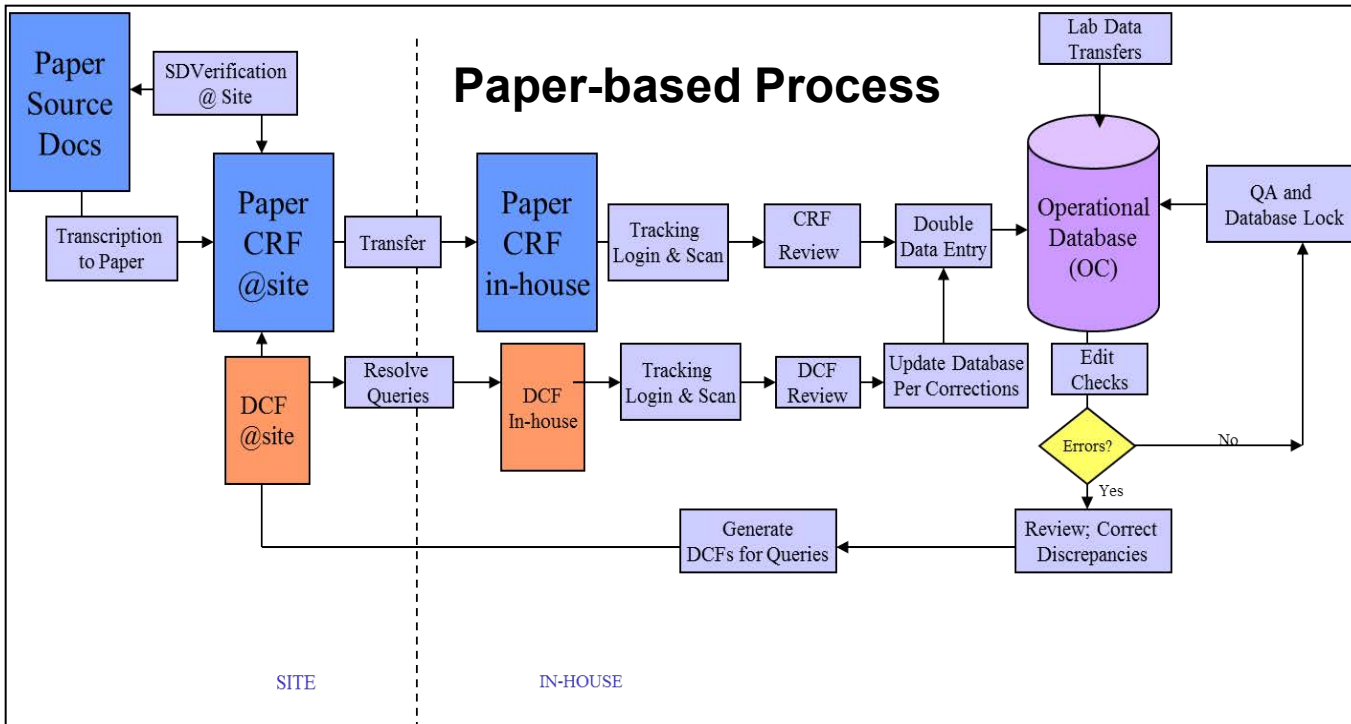 Paper
Source
Docs
SDVerification
@ Site
Paper-based Process
Lab Data
Transfers
Transcription
to Paper
Paper
CRF
@site
Transfer
Paper
CRF
in-house
Tracking
Login & Scan
CRF
Review
Double
Data Entry
Operational
Database
(OC)
QA and
Database Lock
DCF
@site
Resolve
Queries
DCF
In-house
Tracking
Login & Scan
DCF
Review
Update Database
Per Corrections
Edit
Checks
Errors?
No
Yes
Generate
DCFs for Queries
Review; Correct
Discrepancies
SITE
IN-HOUSE